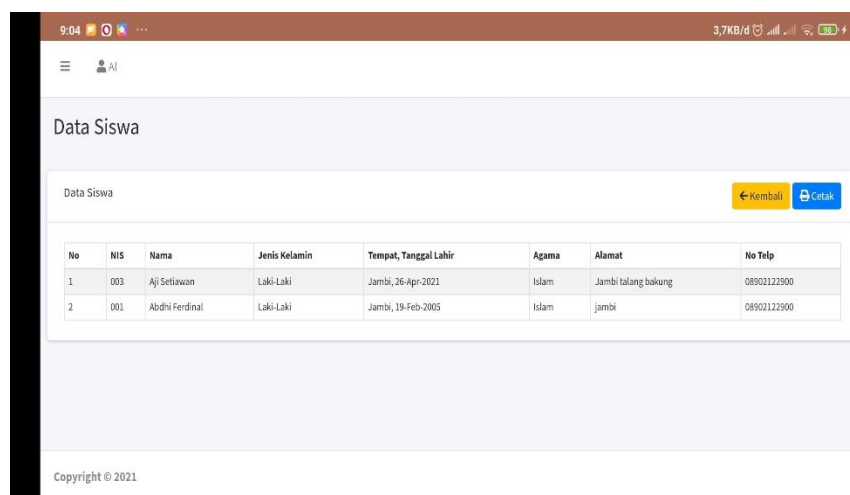 9:04 ...
3,7KB/d 98
AI
Data Siswa
Data Siswa
Kembali Cetak
No NIS Nama Jenis Kelamin Tempat, Tanggal Lahir Agama Alamat No Telp
1 003 Aji Setiawan Laki-Laki Jambi, 26-Apr-2021 Islam Jambi talang bakung 08902122900
2 001 Abdhi Ferdinal Laki-Laki Jambi, 19-Feb-2005 Islam jambi 08902122900
Copyright © 2021